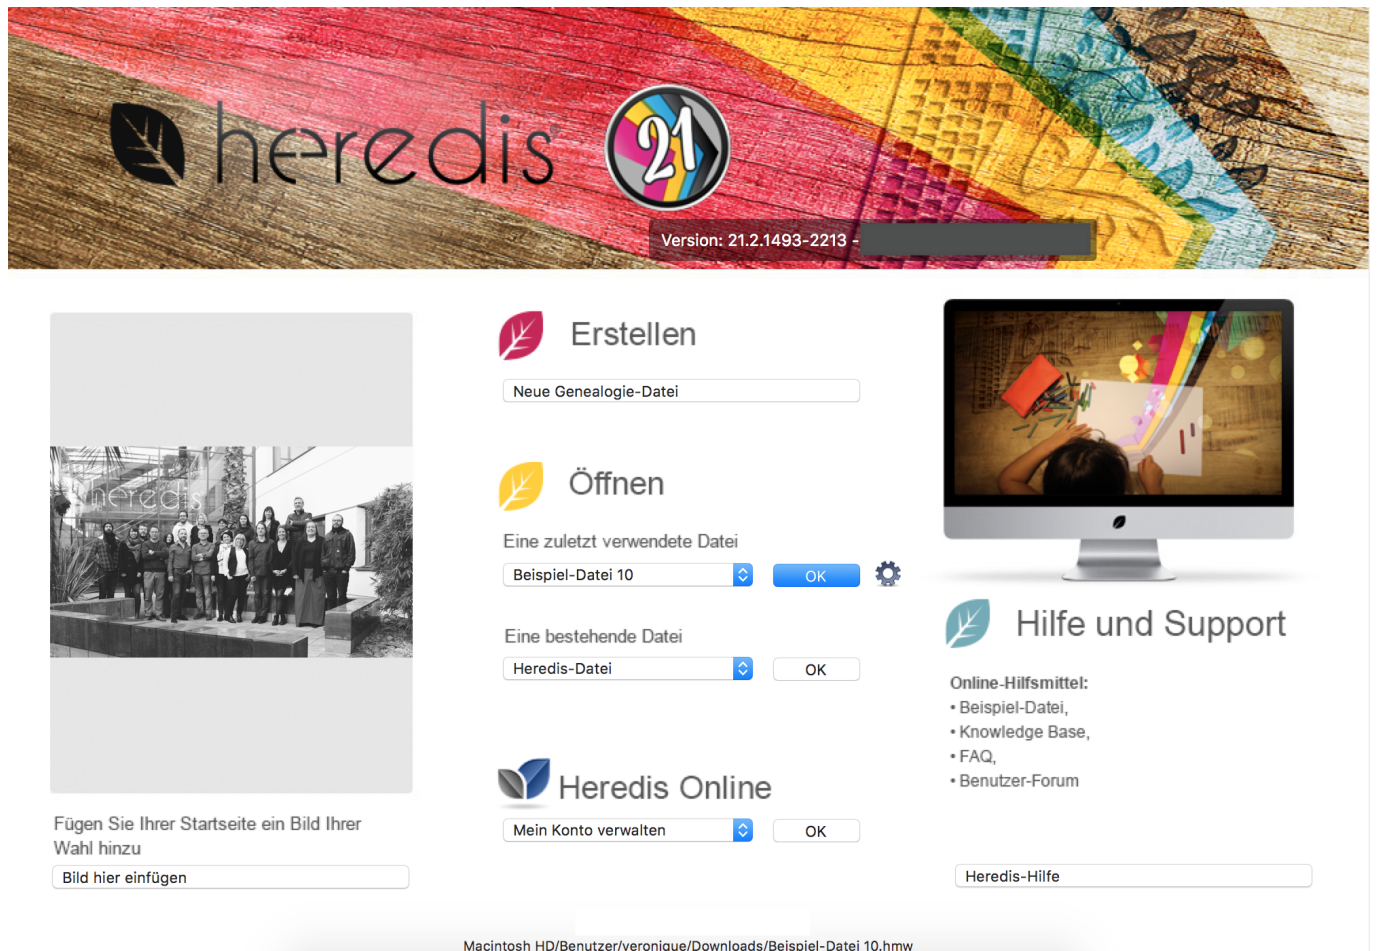 heredis
21
Version: 21.2.1493-2213 -
heredis
Fügen Sie Ihrer Startseite ein Bild Ihrer
Wahl hinzu
Bild hier einfügen
Erstellen
Neue Genealogie-Datei
Öffnen
Eine zuletzt verwendete Datei
Beispiel-Datei 10
OK
Eine bestehende Datei
Heredis-Datei
OK
Heredis Online
Mein Konto verwalten
OK
Hilfe und Support
Online-Hilfsmittel:
• Beispiel-Datei,
• Knowledge Base,
• FAQ,
• Benutzer-Forum
Heredis-Hilfe
Macintosh HD/Benutzer/veronique/Downloads/Beispiel-Datei 10.hmw